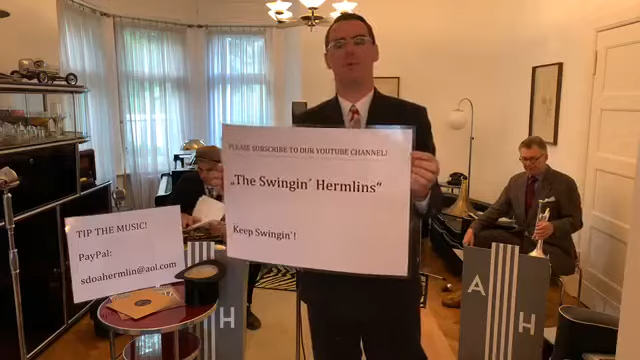 PLEASE SUBSCRIBE TO OUR YOUTUBE CHANNEL!
„The Swingin´ Hermlins“
Keep Swingin´!
TIP THE MUSIC!
PayPal:
sdoahermlin@aol.com
H
A
H